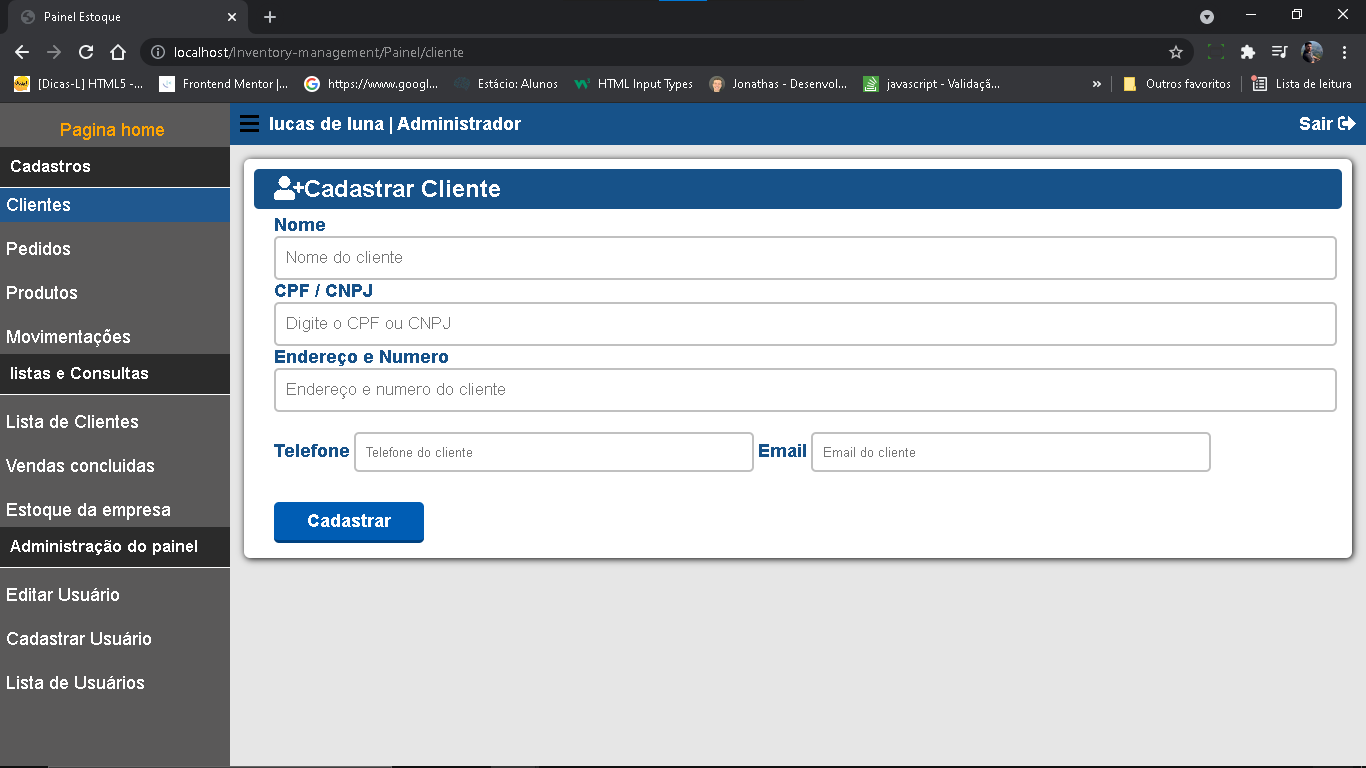 Painel Estoque
localhost/Inventory-management/Painel/cliente
[Dicas-L] HTML5 -...
Frontend Mentor |...
https://www.googl...
Estácio: Alunos
HTML Input Types
Jonathas - Desenvol...
javascript - Validaçã...
»
Outros favoritos
Lista de leitura
Pagina home
lucas de luna | Administrador
Sair
Cadastros
Clientes
Pedidos
Produtos
Movimentações
listas e Consultas
Lista de Clientes
Vendas concluidas
Estoque da empresa
Administração do painel
Editar Usuário
Cadastrar Usuário
Lista de Usuários
Cadastrar Cliente
Nome
Nome do cliente
CPF / CNPJ
Digite o CPF ou CNPJ
Endereço e Numero
Endereço e numero do cliente
Telefone
Telefone do cliente
Email
Email do cliente
Cadastrar